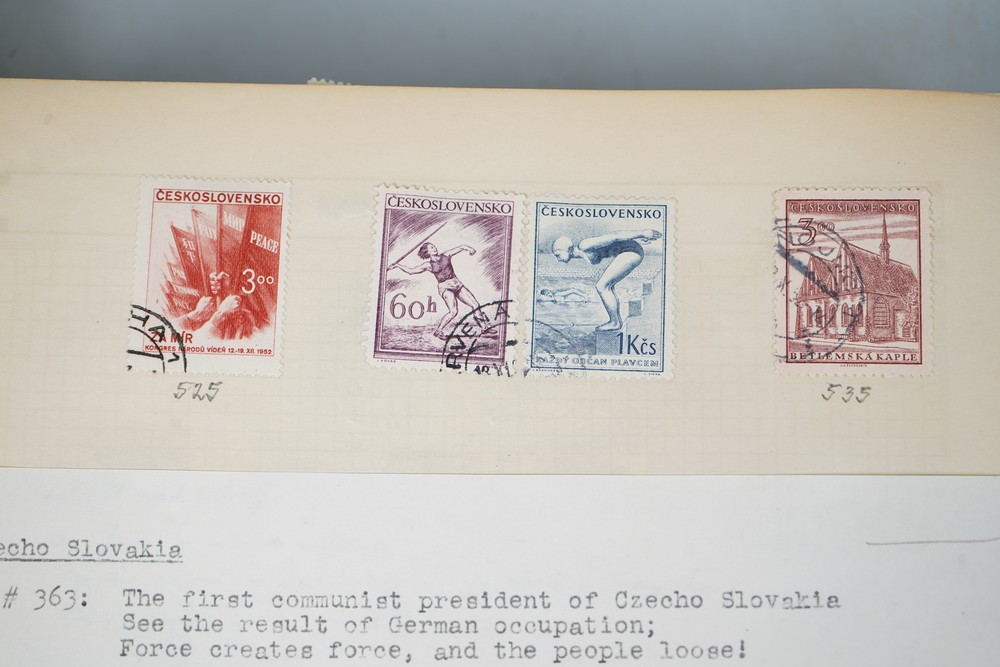 ČESKOSLOVENSKO
PEACE
3⁰⁰
ZA MÍR
KONGRES NÁRODŮ VÍDEŇ 12.-19. XII. 1952
525
ČESKOSLOVENSKO
60h
ČESKOSLOVENSKO
1Kčs
KAŽDÝ OBČAN PLAVCEM
ČESKOSLOVENSKO
3⁰⁰
BETLEMSKÁ KAPLE
535
echo Slovakia
# 363: The first communist president of Czecho Slovakia
See the result of German occupation;
Force creates force, and the people loose!